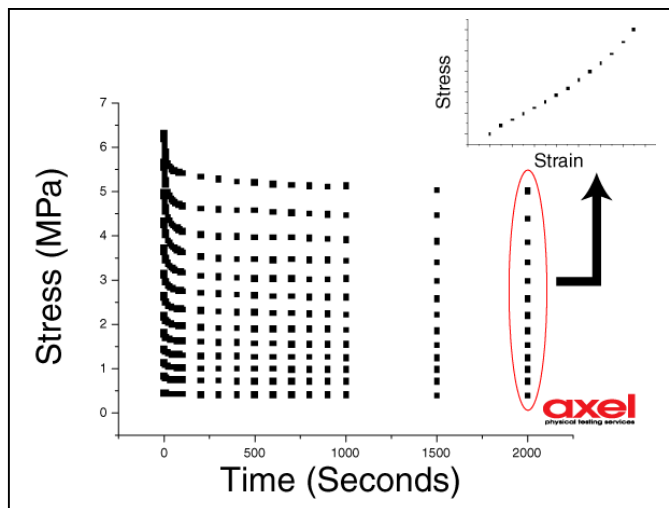 Stress
Strain
7
6
5
4
3
2
1
0
Stress (MPa)
0
500
1000
1500
2000
Time (Seconds)
axel
physical testing services